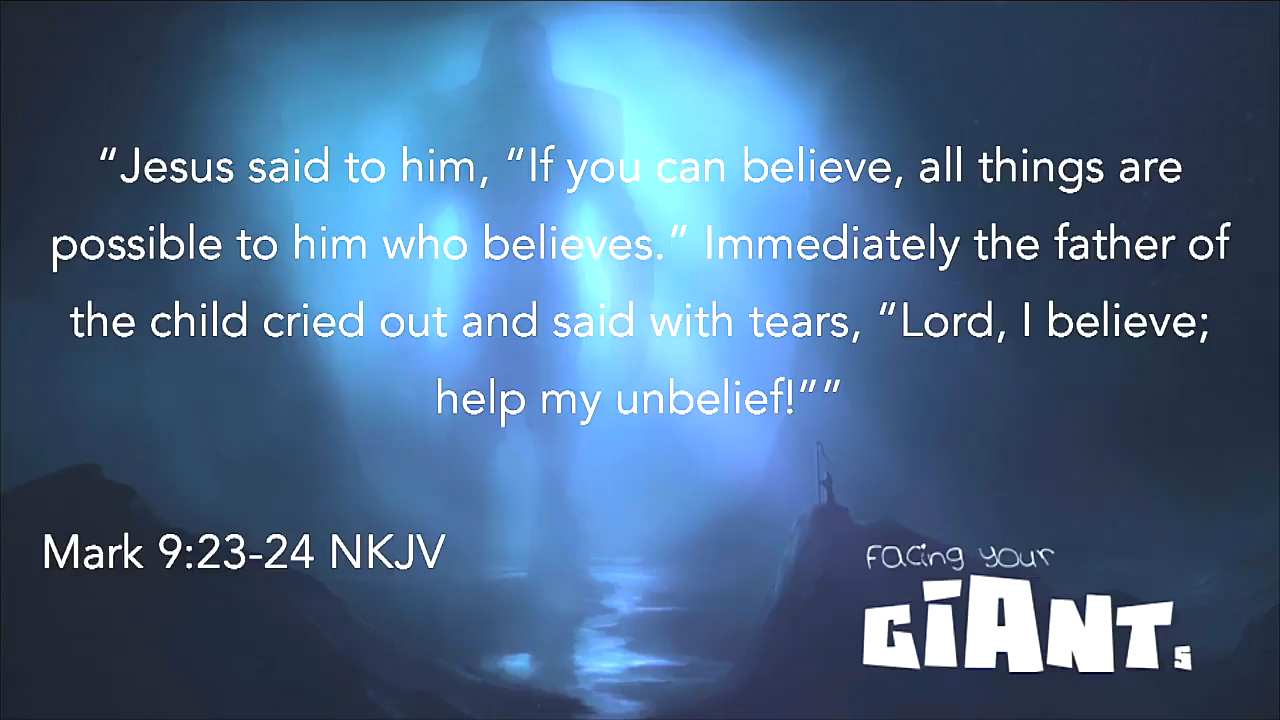 “Jesus said to him, “If you can believe, all things are
possible to him who believes.” Immediately the father of
the child cried out and said with tears, “Lord, I believe;
help my unbelief!”“”
Mark 9:23-24 NKJV
facing your
GIANTs